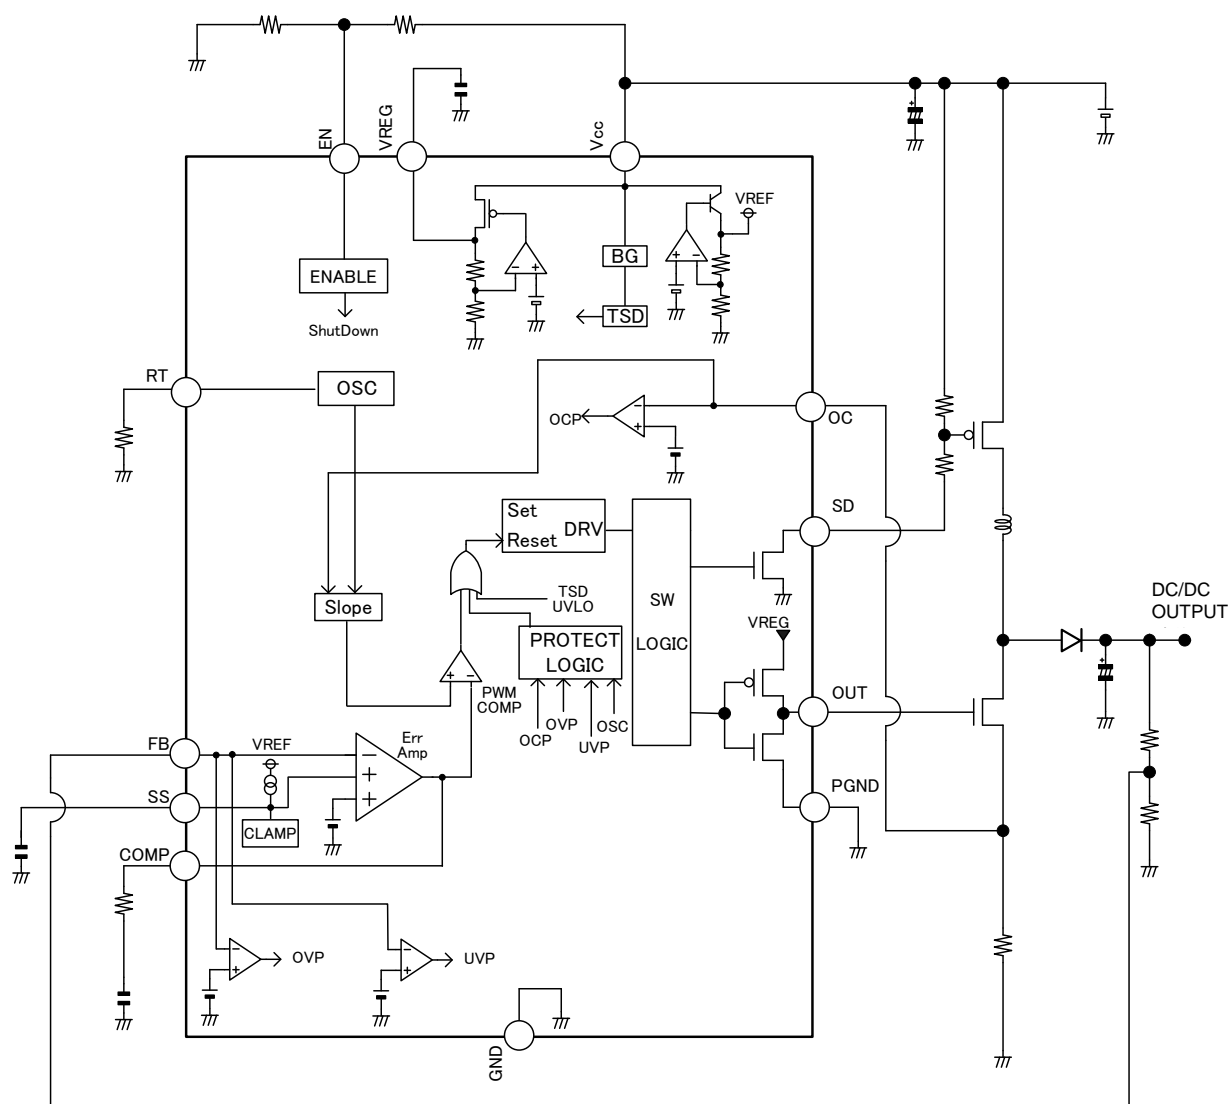 EN
VREG
Vcc
VREF
BG
TSD
ENABLE
ShutDown
RT
OSC
OCP
OC
-
+
-
+
-
+
-
+
SD
Set
Reset
DRV
TSD
UVLO
Slope
SW
LOGIC
VREG
PROTECT
LOGIC
+
-
PWM
COMP
OCP
OVP
UVP
OSC
OUT
DC/DC
OUTPUT
+
+
FB
VREF
Err
Amp
-
+
+
SS
CLAMP
PGND
COMP
-
+
OVP
-
+
UVP
GND